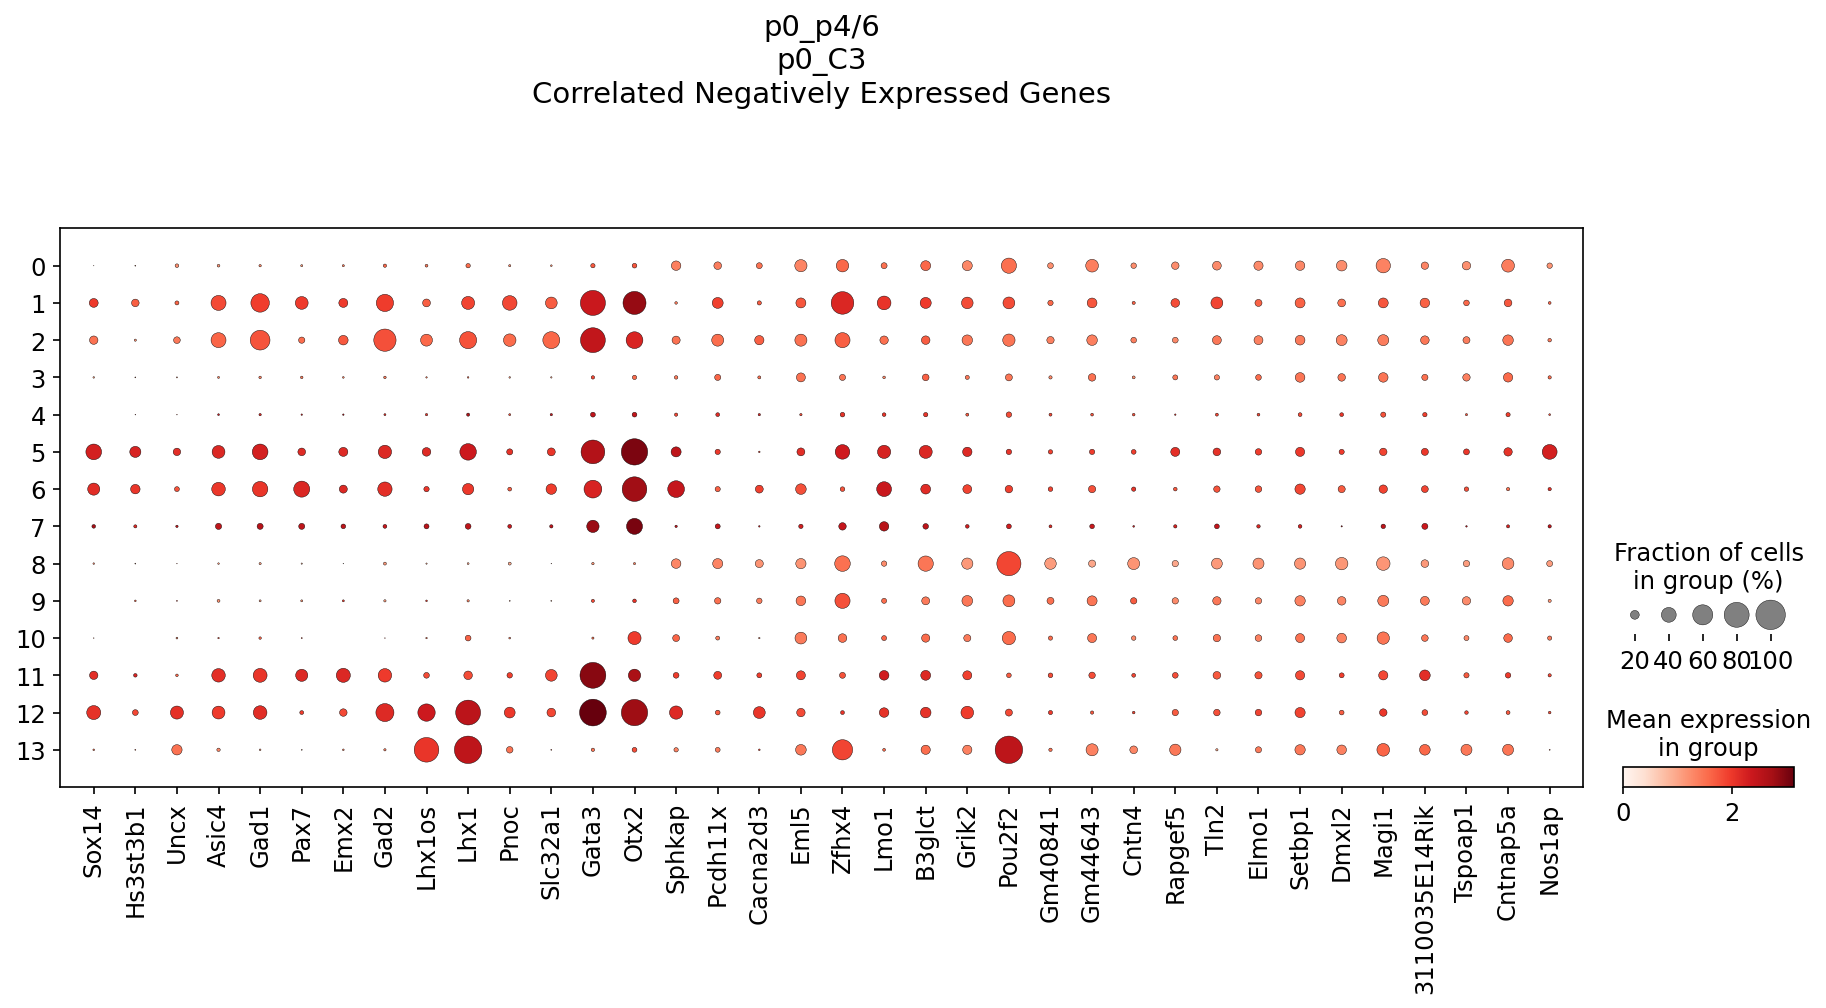 p0_p4/6
p0_C3
Correlated Negatively Expressed Genes
0
1
2
3
4
5
6
7
8
9
10
11
12
13
Sox14
Hs3st3b1
Uncx
Asic4
Gad1
Pax7
Emx2
Gad2
Lhx1os
Lhx1
Pnoc
Slc32a1
Gata3
Otx2
Sphkap
Pcdh11x
Cacna2d3
Eml5
Zfhx4
Lmo1
B3glct
Grik2
Pou2f2
Gm40841
Gm44643
Cntn4
Rapgef5
Tln2
Elmo1
Setbp1
Dmxl2
Magi1
3110035E14Rik
Tspoap1
Cntnap5a
Nos1ap
Fraction of cells
in group (%)
20 40 60 80 100
Mean expression
in group
0 2